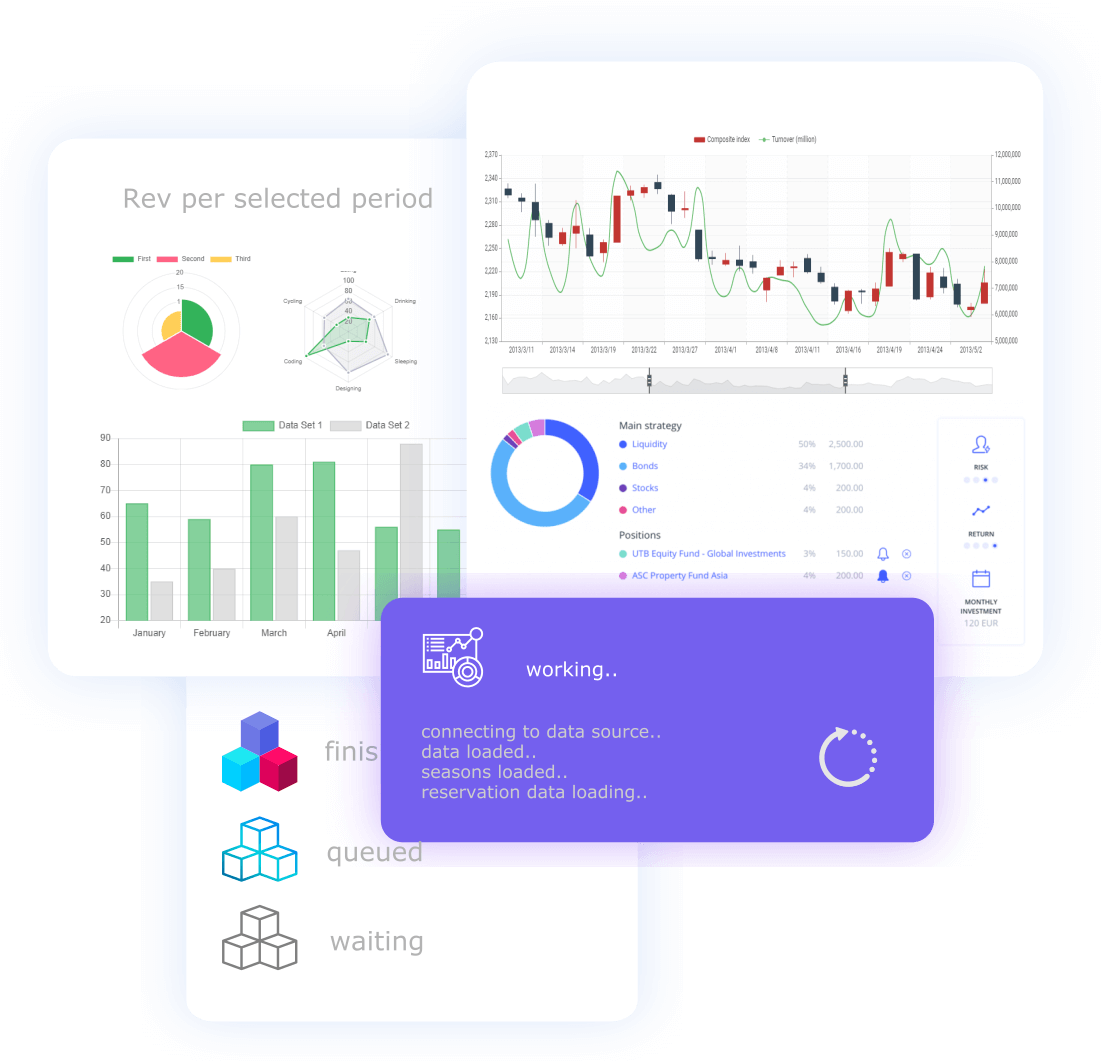 Rev per selected period
First Second Third
20
15
1
100
80
60
40
20
Cycling
Drinking
Coding
Sleeping
Designing
Data Set 1 Data Set 2
90
80
70
60
50
40
30
20
January February March April
Composite index Turnover (million)
2,370
2,340
2,310
2,280
2,250
2,220
2,190
2,160
2,130
12,000,000
11,000,000
10,000,000
9,000,000
8,000,000
7,000,000
6,000,000
5,000,000
2013/3/11 2013/3/14 2013/3/19 2013/3/22 2013/3/27 2013/4/1 2013/4/8 2013/4/11 2013/4/16 2013/4/19 2013/4/24 2013/5/2
Main strategy
Liquidity 50% 2,500.00
Bonds 34% 1,700.00
Stocks 4% 200.00
Other 4% 200.00
Positions
UTB Equity Fund - Global Investments 3% 150.00
ASC Property Fund Asia 4% 200.00
RISK
RETURN
MONTHLY
INVESTMENT
120 EUR
working..
connecting to data source..
data loaded..
seasons loaded..
reservation data loading..
finis
queued
waiting